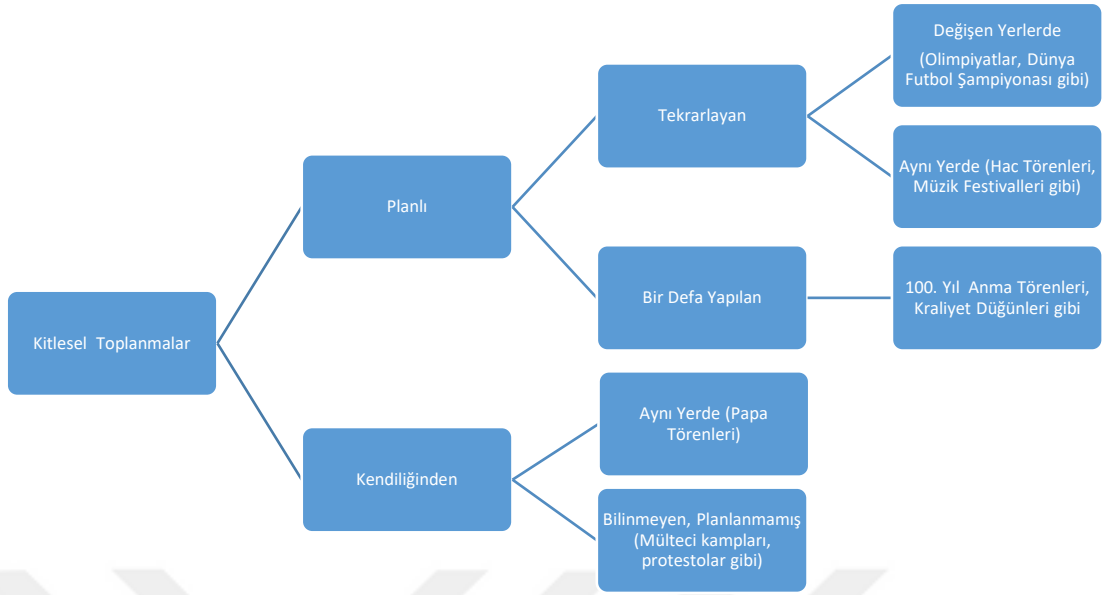 Değişen Yerlerde
(Olimpiyatlar, Dünya
Futbol Şampiyonası gibi)
Tekrarlayan
Aynı Yerde (Hac Törenleri,
Müzik Festivalleri gibi)
Planlı
Bir Defa Yapılan
100. Yıl Anma Törenleri,
Kraliyet Düğünleri gibi
Kitlesel Toplanmalar
Aynı Yerde (Papa
Törenleri)
Kendiliğinden
Bilinmeyen, Planlanmamış
(Mülteci kampları,
protestolar gibi)